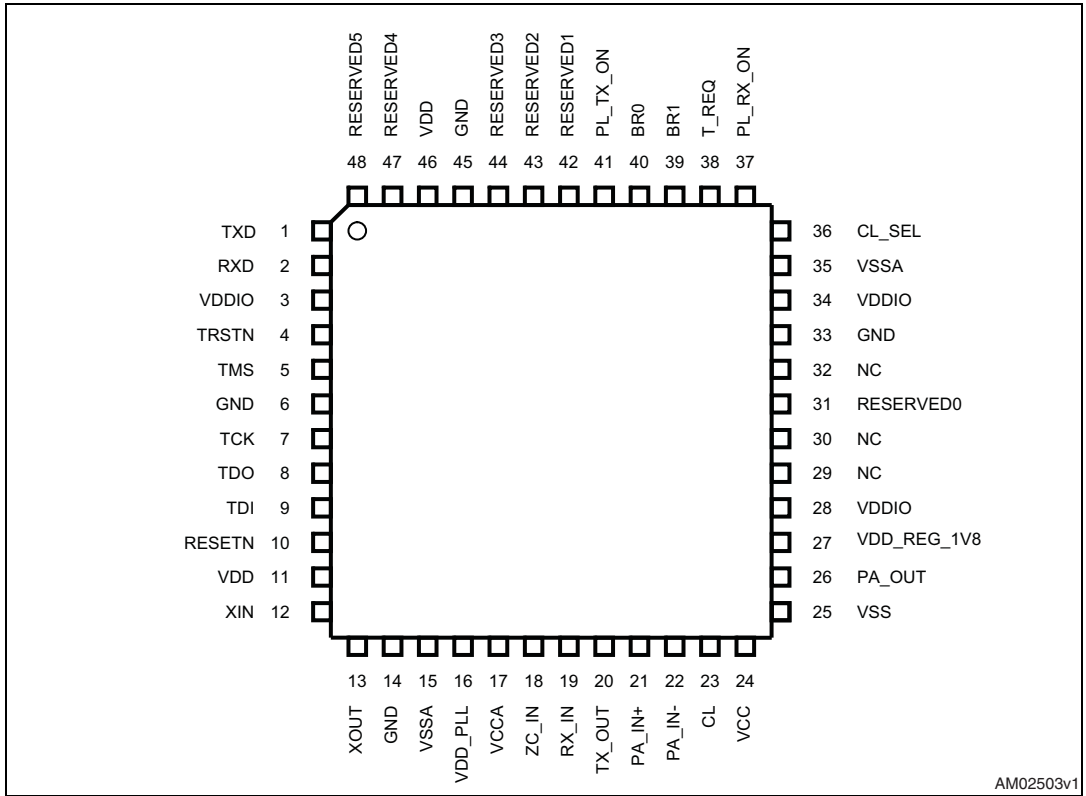 RESERVED5
RESERVED4
VDD
GND
RESERVED3
RESERVED2
RESERVED1
PL_TX_ON
BR0
BR1
T_REQ
PL_RX_ON
48 47 46 45 44 43 42 41 40 39 38 37
TXD 1
RXD 2
VDDIO 3
TRSTN 4
TMS 5
GND 6
TCK 7
TDO 8
TDI 9
RESETN 10
VDD 11
XIN 12
36 CL_SEL
35 VSSA
34 VDDIO
33 GND
32 NC
31 RESERVED0
30 NC
29 NC
28 VDDIO
27 VDD_REG_1V8
26 PA_OUT
25 VSS
13 14 15 16 17 18 19 20 21 22 23 24
XOUT
GND
VSSA
VDD_PLL
VCCA
ZC_IN
RX_IN
TX_OUT
PA_IN+
PA_IN-
CL
VCC
AM02503v1